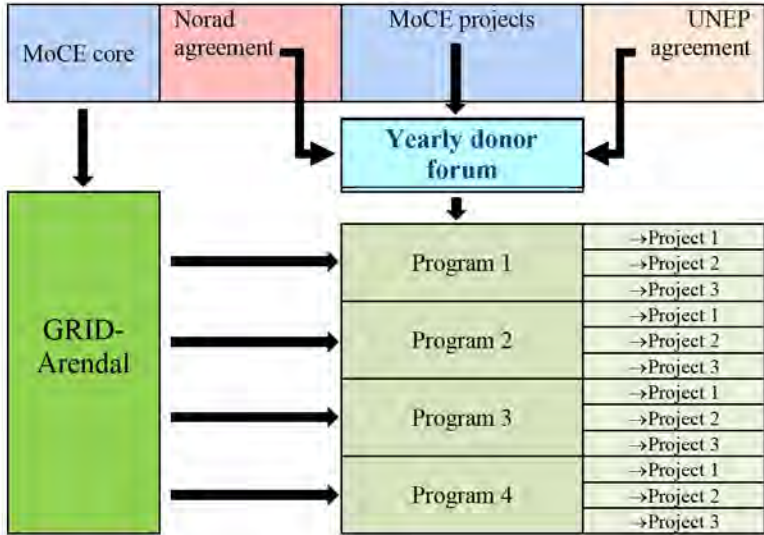 MoCE core
Norad
agreement
MoCE projects
UNEP
agreement
Yearly donor
forum
GRID-
Arendal
Program 1
→Project 1
→Project 2
→Project 3
Program 2
→Project 1
→Project 2
→Project 3
Program 3
→Project 1
→Project 2
→Project 3
Program 4
→Project 1
→Project 2
→Project 3